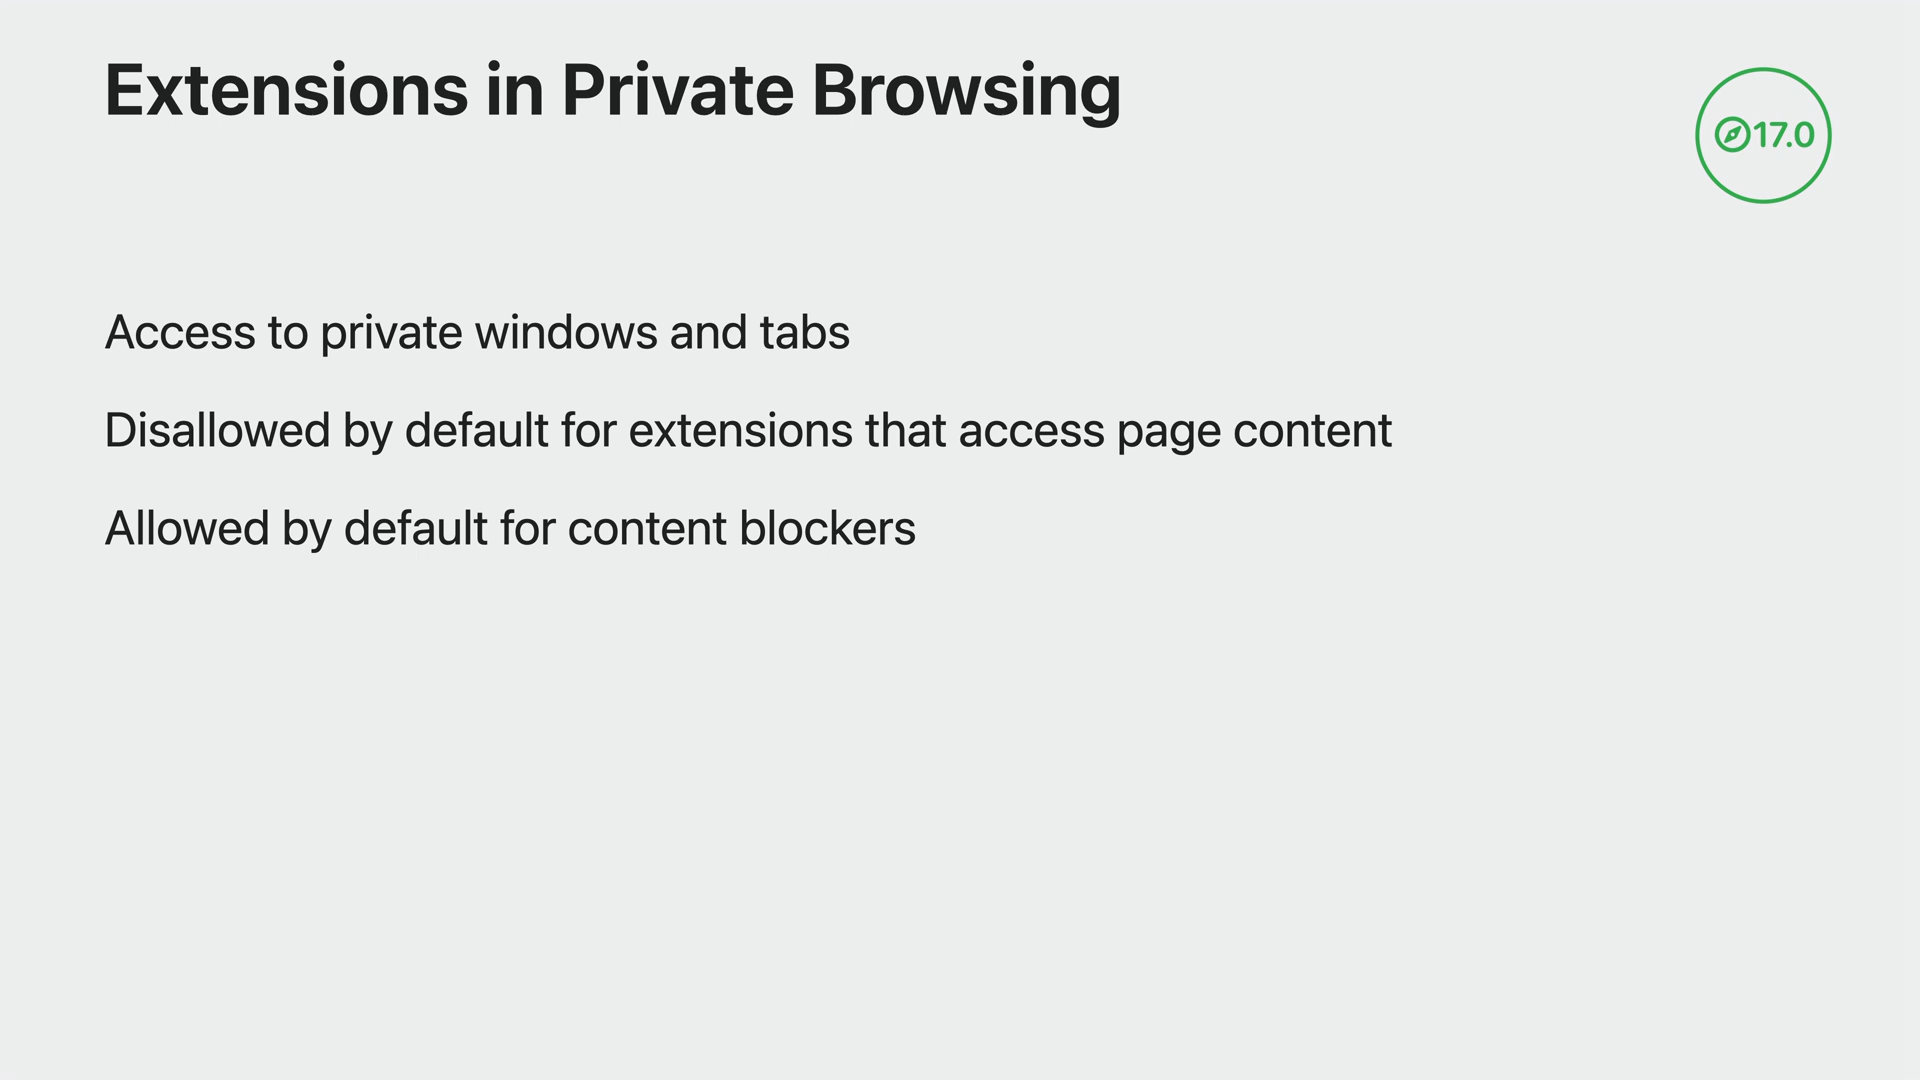 Extensions in Private Browsing
17.0
Access to private windows and tabs
Disallowed by default for extensions that access page content
Allowed by default for content blockers